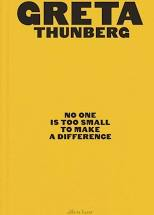 GRETA
THUNBERG
NO ONE
IS TOO SMALL
TO MAKE
A DIFFERENCE